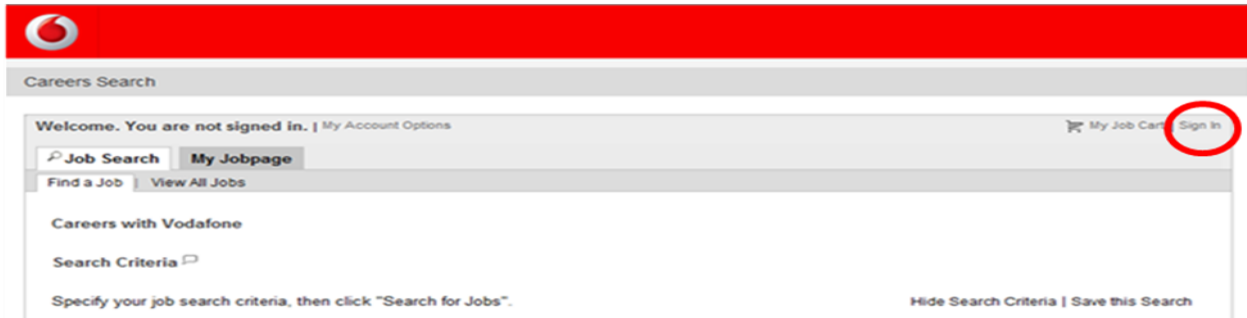 Careers Search
Welcome. You are not signed in. | My Account Options My Job Cart | Sign In
Job Search My Jobpage
Find a Job | View All Jobs
Careers with Vodafone
Search Criteria
Specify your job search criteria, then click "Search for Jobs". Hide Search Criteria | Save this Search